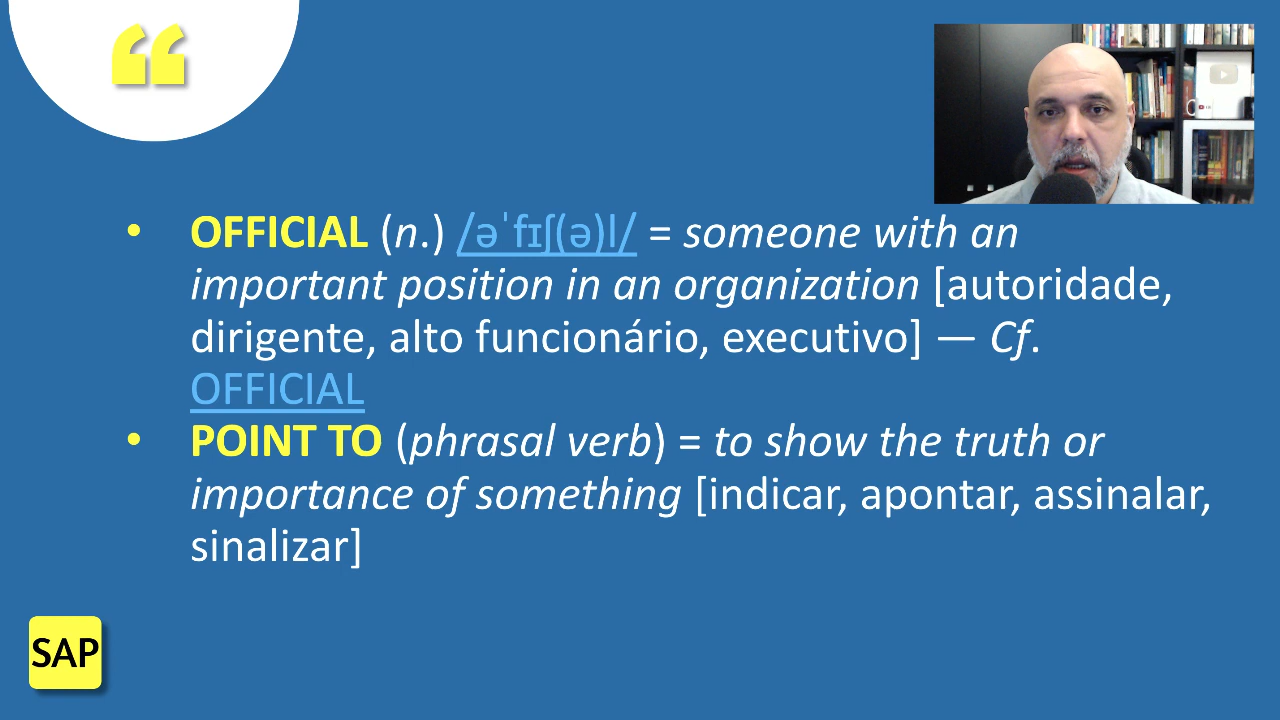 “
• OFFICIAL (n.) /əˈfɪʃ(ə)l/ = someone with an
important position in an organization [autoridade,
dirigente, alto funcionário, executivo] — Cf.
OFFICIAL
• POINT TO (phrasal verb) = to show the truth or
importance of something [indicar, apontar, assinalar,
sinalizar]
SAP